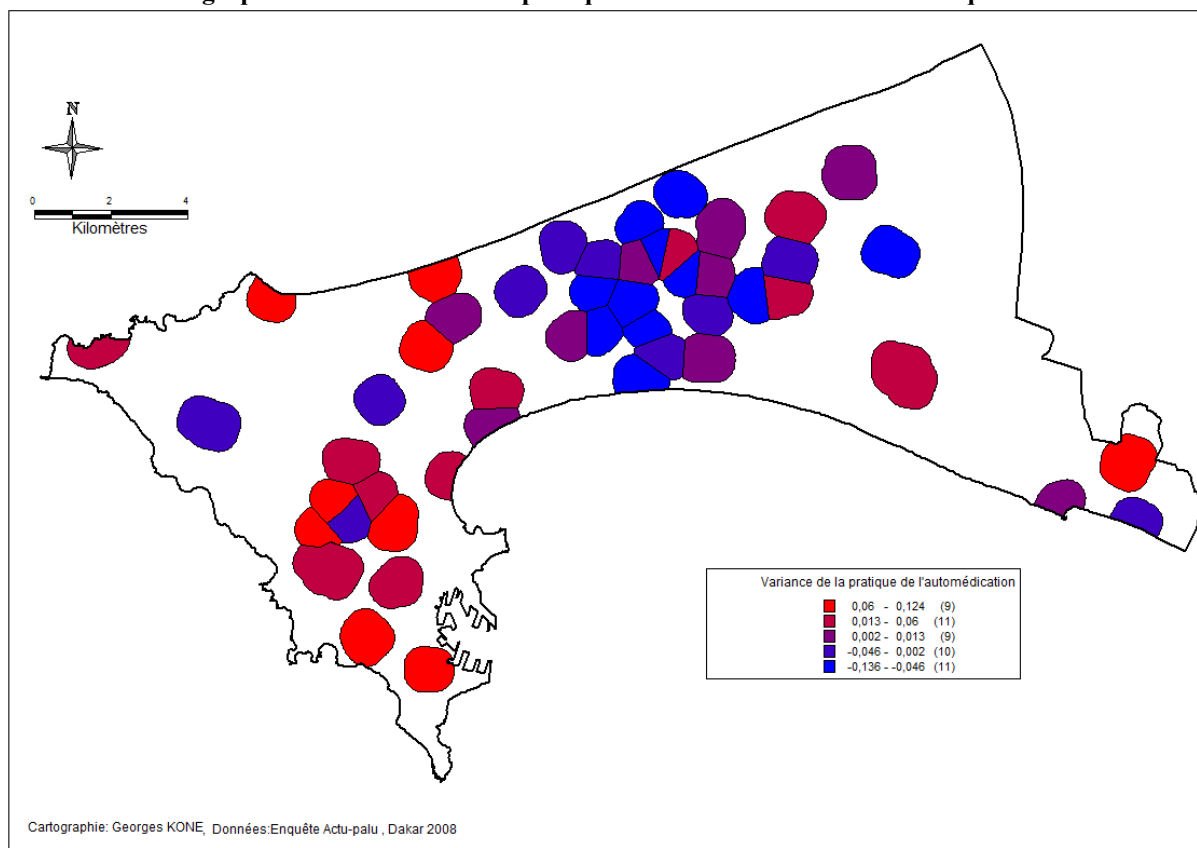 N
0 2 4
Kilomètres
Variance de la pratique de l'automédication
0,06 - 0,124 (9)
0,013 - 0,06 (11)
0,002 - 0,013 (9)
-0,046 - 0,002 (10)
-0,136 - -0,046 (11)
Cartographie: Georges KONE, Données:Enquête Actu-palu , Dakar 2008